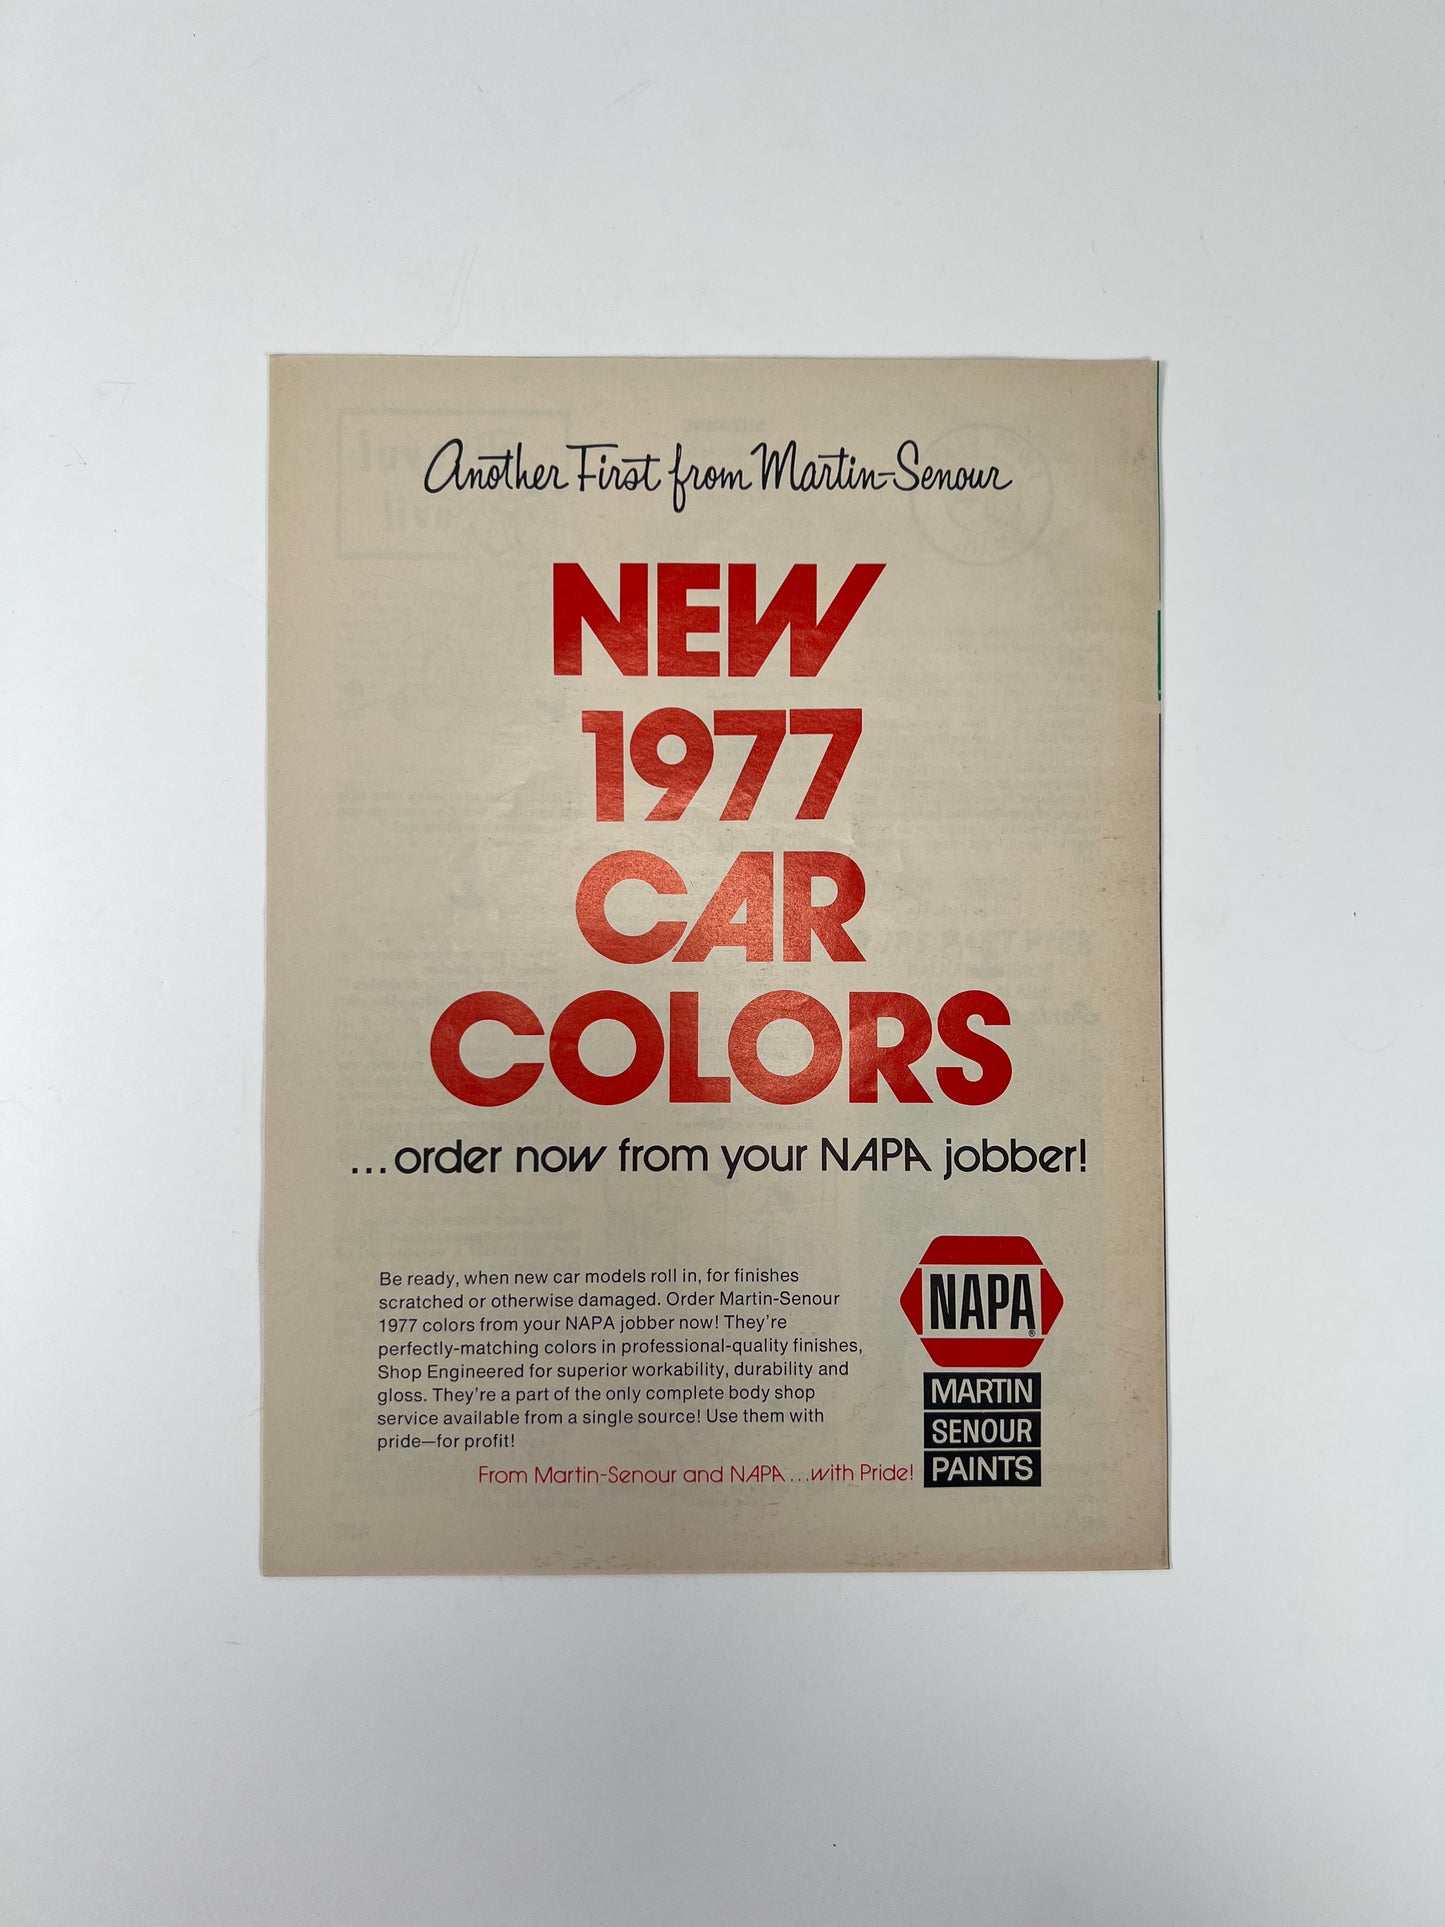 Another First from Martin-Senour
NEW
1977
CAR
COLORS
...order now from your NAPA jobber!
Be ready, when new car models roll in, for finishes
scratched or otherwise damaged. Order Martin-Senour
1977 colors from your NAPA jobber now! They're
perfectly-matching colors in professional-quality finishes,
Shop Engineered for superior workability, durability and
gloss. They're a part of the only complete body shop
service available from a single source! Use them with
pride—for profit!
From Martin-Senour and NAPA...with Pride!
NAPA®
MARTIN
SENOUR
PAINTS